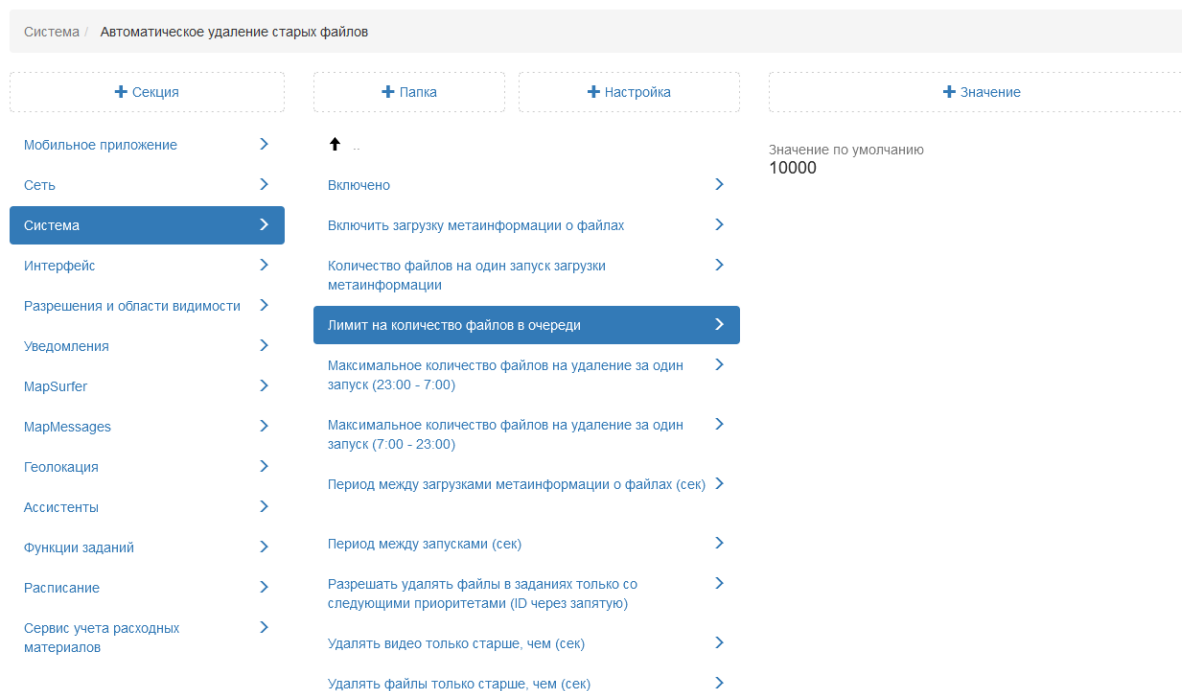 Система / Автоматическое удаление старых файлов
+ Секция
+ Папка
+ Настройка
+ Значение
Мобильное приложение
Сеть
Система
Интерфейс
Разрешения и области видимости
Уведомления
MapSurfer
MapMessages
Геолокация
Ассистенты
Функции заданий
Расписание
Сервис учета расходных
материалов
..
Включено
Включить загрузку метаинформации о файлах
Количество файлов на один запуск загрузки
метаинформации
Лимит на количество файлов в очереди
Максимальное количество файлов на удаление за один
запуск (23:00 - 7:00)
Максимальное количество файлов на удаление за один
запуск (7:00 - 23:00)
Период между загрузками метаинформации о файлах (сек)
Период между запусками (сек)
Разрешать удалять файлы в заданиях только со
следующими приоритетами (ID через запятую)
Удалять видео только старше, чем (сек)
Удалять файлы только старше, чем (сек)
Значение по умолчанию
10000